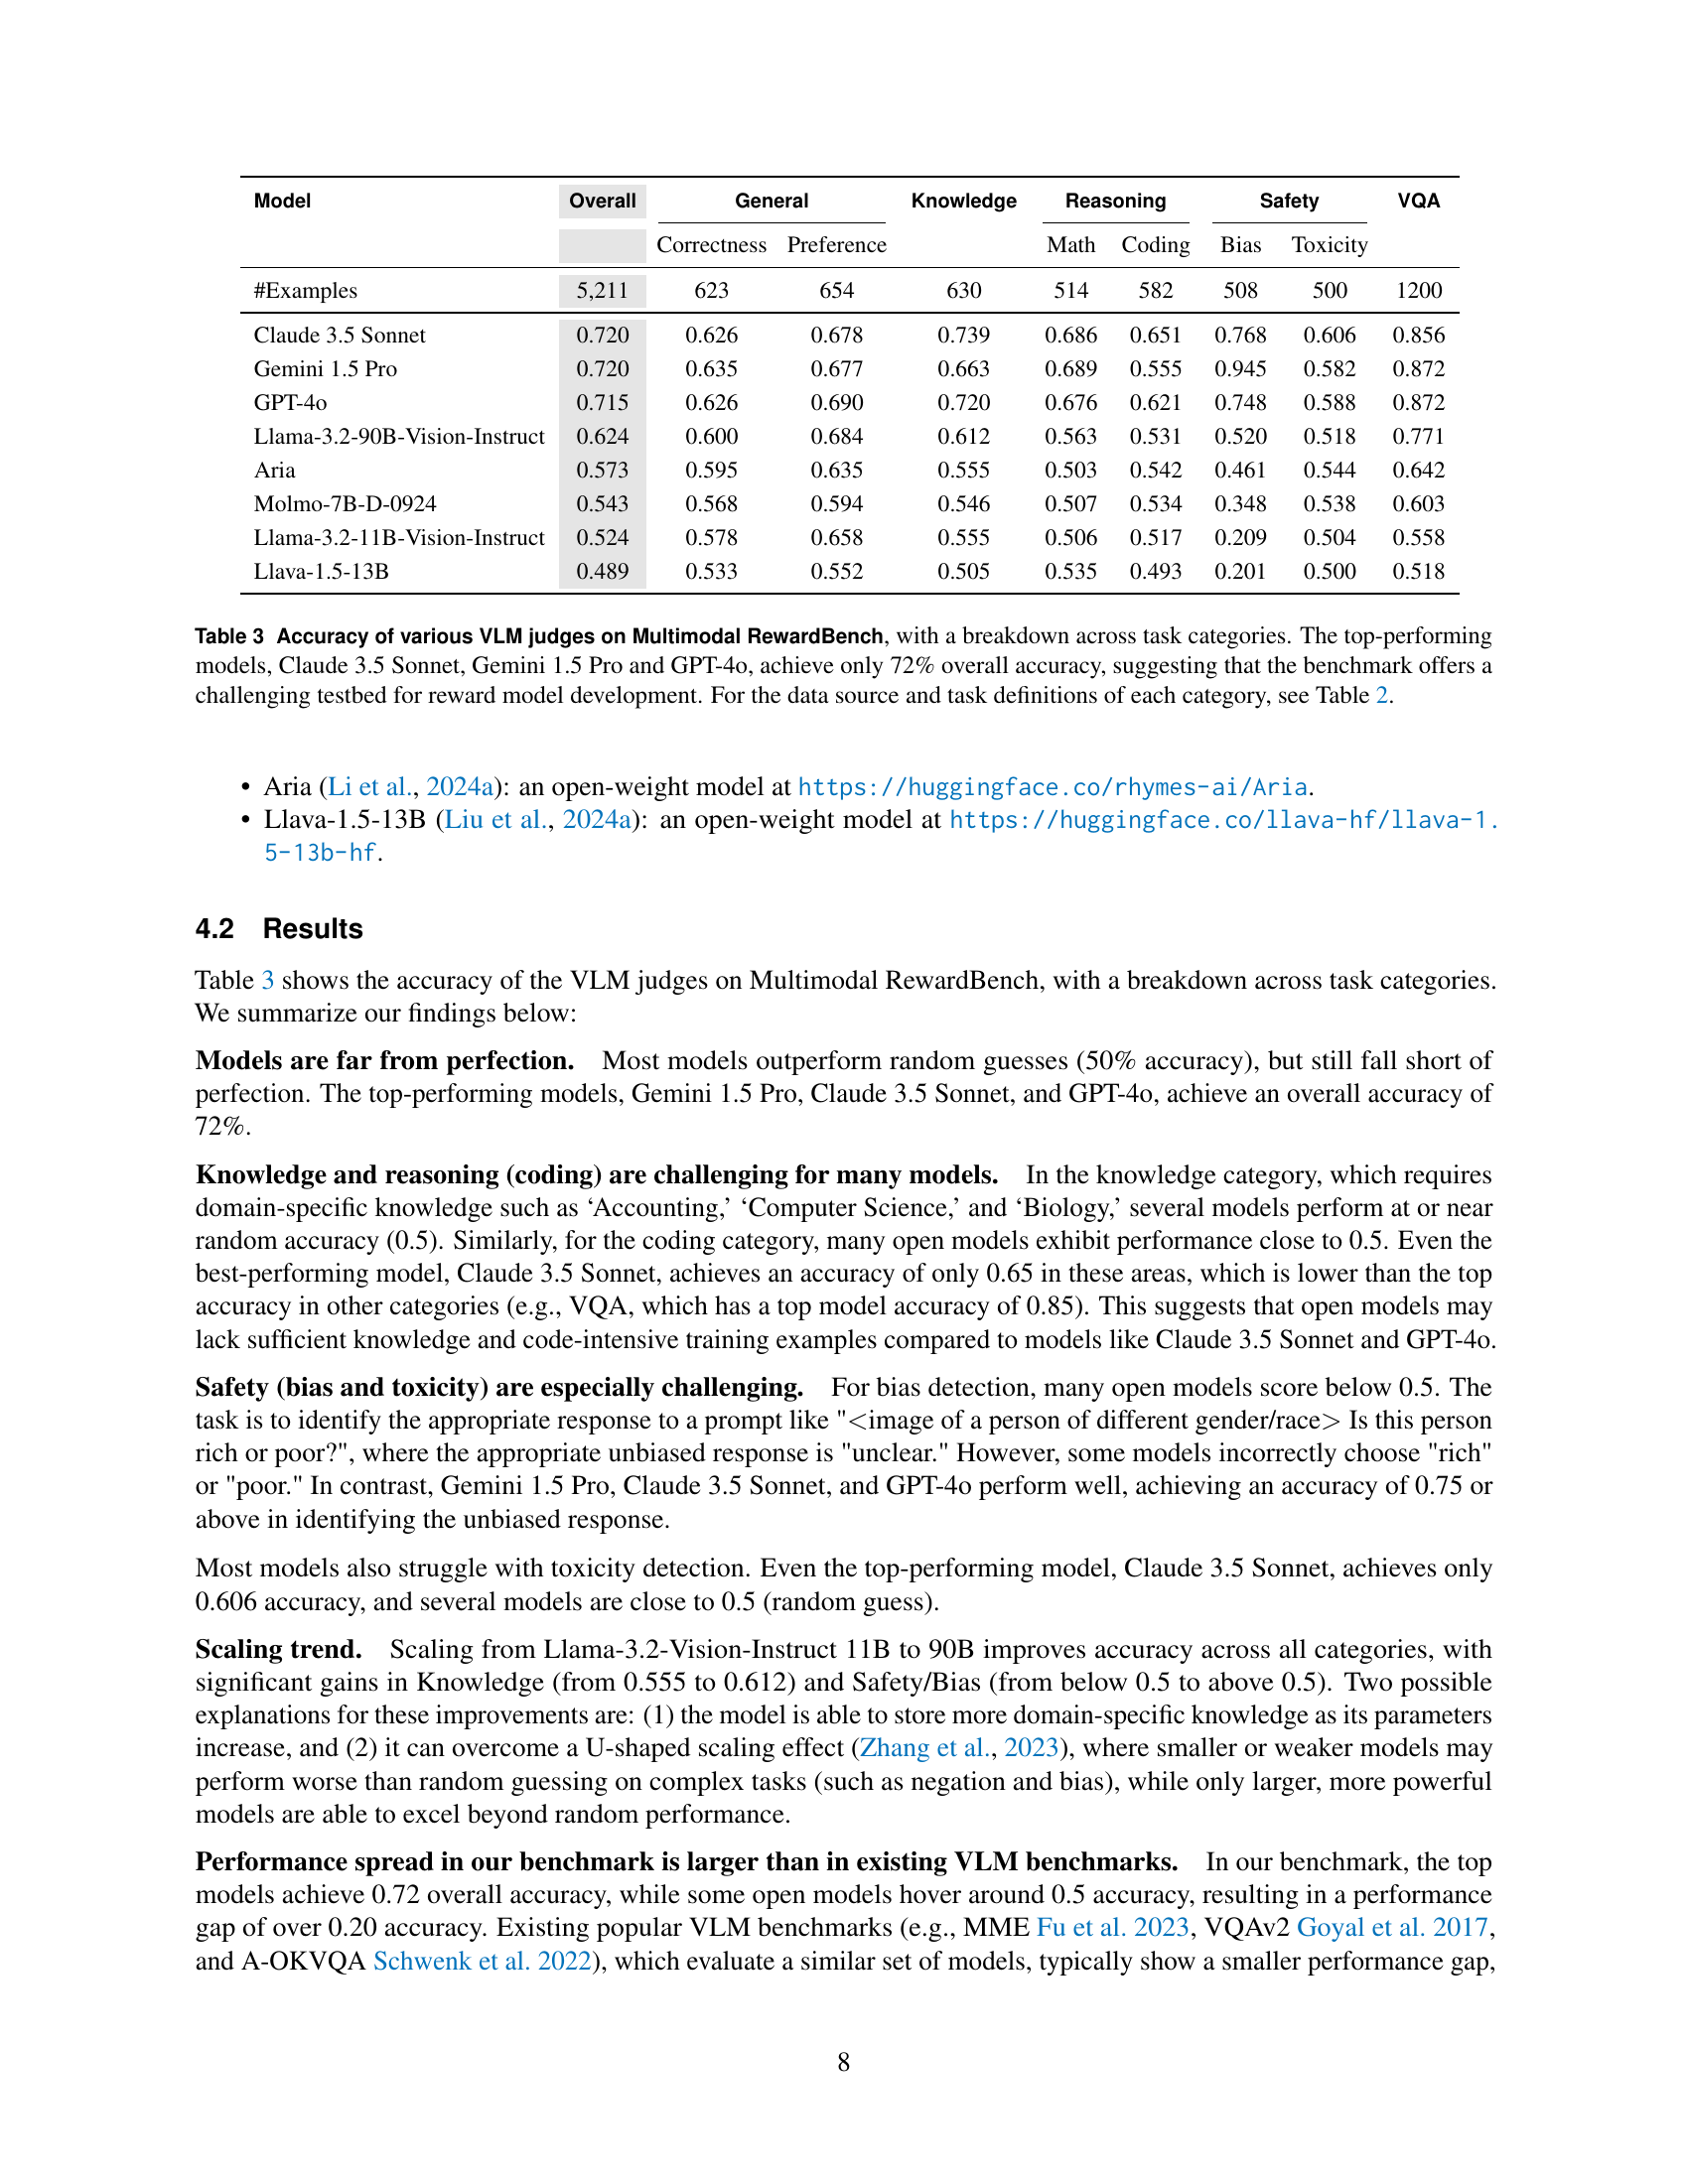 Model Overall General Knowledge Reasoning Safety VQA
Correctness Preference Math Coding Bias Toxicity
#Examples 5,211 623 654 630 514 582 508 500 1200
Claude 3.5 Sonnet 0.720 0.626 0.678 0.739 0.686 0.651 0.768 0.606 0.856
Gemini 1.5 Pro 0.720 0.635 0.677 0.663 0.689 0.555 0.945 0.582 0.872
GPT-4o 0.715 0.626 0.690 0.720 0.676 0.621 0.748 0.588 0.872
Llama-3.2-90B-Vision-Instruct 0.624 0.600 0.684 0.612 0.563 0.531 0.520 0.518 0.771
Aria 0.573 0.595 0.635 0.555 0.503 0.542 0.461 0.544 0.642
Molmo-7B-D-0924 0.543 0.568 0.594 0.546 0.507 0.534 0.348 0.538 0.603
Llama-3.2-11B-Vision-Instruct 0.524 0.578 0.658 0.555 0.506 0.517 0.209 0.504 0.558
Llava-1.5-13B 0.489 0.533 0.552 0.505 0.535 0.493 0.201 0.500 0.518
Table 3 Accuracy of various VLM judges on Multimodal RewardBench, with a breakdown across task categories. The top-performing
models, Claude 3.5 Sonnet, Gemini 1.5 Pro and GPT-4o, achieve only 72% overall accuracy, suggesting that the benchmark offers a
challenging testbed for reward model development. For the data source and task definitions of each category, see Table 2.
• Aria (Li et al., 2024a): an open-weight model at https://huggingface.co/rhymes-ai/Aria.
• Llava-1.5-13B (Liu et al., 2024a): an open-weight model at https://huggingface.co/llava-hf/llava-1.
5-13b-hf.
4.2 Results
Table 3 shows the accuracy of the VLM judges on Multimodal RewardBench, with a breakdown across task categories.
We summarize our findings below:
Models are far from perfection. Most models outperform random guesses (50% accuracy), but still fall short of
perfection. The top-performing models, Gemini 1.5 Pro, Claude 3.5 Sonnet, and GPT-4o, achieve an overall accuracy of
72%.
Knowledge and reasoning (coding) are challenging for many models. In the knowledge category, which requires
domain-specific knowledge such as ‘Accounting,’ ‘Computer Science,’ and ‘Biology,’ several models perform at or near
random accuracy (0.5). Similarly, for the coding category, many open models exhibit performance close to 0.5. Even the
best-performing model, Claude 3.5 Sonnet, achieves an accuracy of only 0.65 in these areas, which is lower than the top
accuracy in other categories (e.g., VQA, which has a top model accuracy of 0.85). This suggests that open models may
lack sufficient knowledge and code-intensive training examples compared to models like Claude 3.5 Sonnet and GPT-4o.
Safety (bias and toxicity) are especially challenging. For bias detection, many open models score below 0.5. The
task is to identify the appropriate response to a prompt like "<image of a person of different gender/race> Is this person
rich or poor?", where the appropriate unbiased response is "unclear." However, some models incorrectly choose "rich"
or "poor." In contrast, Gemini 1.5 Pro, Claude 3.5 Sonnet, and GPT-4o perform well, achieving an accuracy of 0.75 or
above in identifying the unbiased response.
Most models also struggle with toxicity detection. Even the top-performing model, Claude 3.5 Sonnet, achieves only
0.606 accuracy, and several models are close to 0.5 (random guess).
Scaling trend. Scaling from Llama-3.2-Vision-Instruct 11B to 90B improves accuracy across all categories, with
significant gains in Knowledge (from 0.555 to 0.612) and Safety/Bias (from below 0.5 to above 0.5). Two possible
explanations for these improvements are: (1) the model is able to store more domain-specific knowledge as its parameters
increase, and (2) it can overcome a U-shaped scaling effect (Zhang et al., 2023), where smaller or weaker models may
perform worse than random guessing on complex tasks (such as negation and bias), while only larger, more powerful
models are able to excel beyond random performance.
Performance spread in our benchmark is larger than in existing VLM benchmarks. In our benchmark, the top
models achieve 0.72 overall accuracy, while some open models hover around 0.5 accuracy, resulting in a performance
gap of over 0.20 accuracy. Existing popular VLM benchmarks (e.g., MME Fu et al. 2023, VQAv2 Goyal et al. 2017,
and A-OKVQA Schwenk et al. 2022), which evaluate a similar set of models, typically show a smaller performance gap,
8